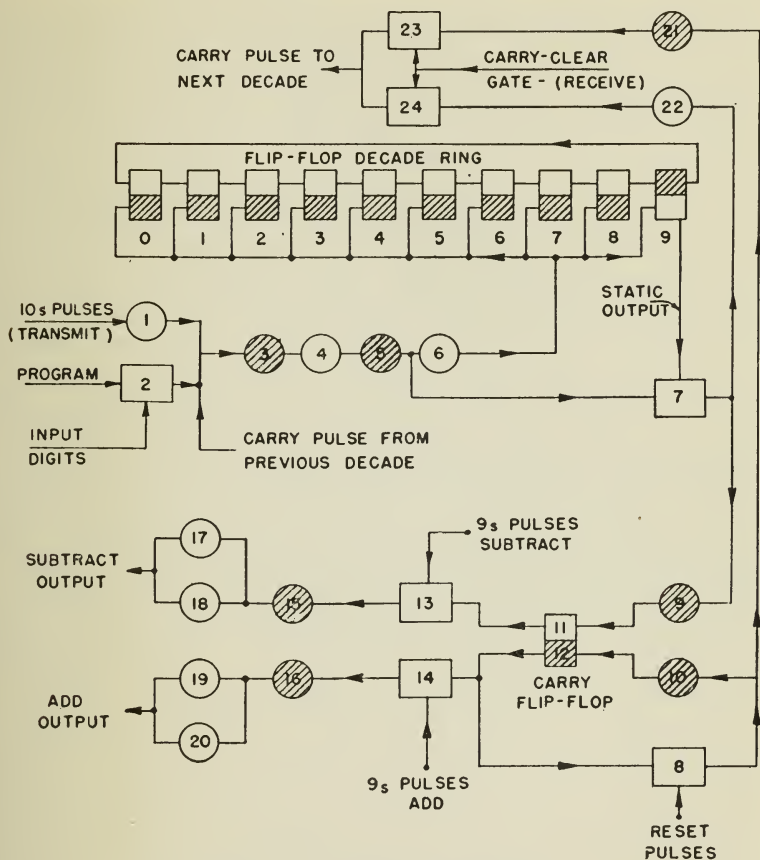 23
21
CARRY PULSE TO
NEXT DECADE
CARRY-CLEAR
GATE - (RECEIVE)
24
22
FLIP-FLOP DECADE RING
0 1 2 3 4 5 6 7 8 9
STATIC
OUTPUT
10s PULSES
(TRANSMIT)
1
3 4 5 6
PROGRAM
2
7
INPUT
DIGITS
CARRY PULSE FROM
PREVIOUS DECADE
9s PULSES
SUBTRACT
17
SUBTRACT
OUTPUT
18
15
13
11
9
12
CARRY
FLIP-FLOP
10
19
16
14
ADD
OUTPUT
20
8
9s PULSES
ADD
RESET
PULSES